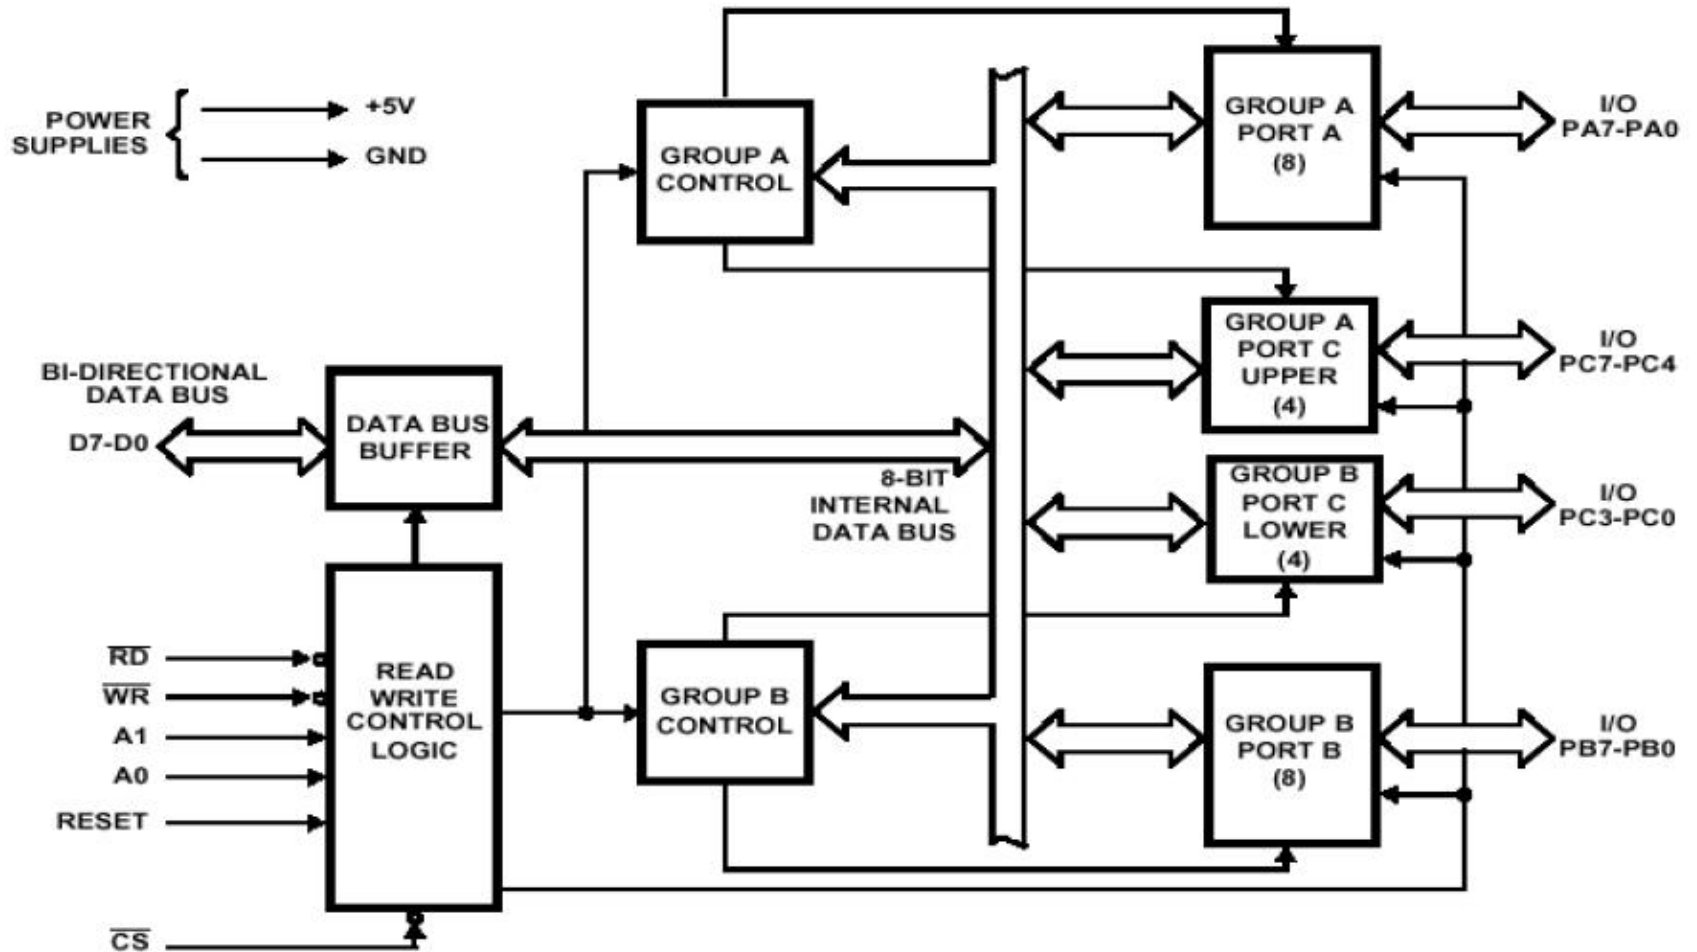 POWER
SUPPLIES
+5V
GND
GROUP A
CONTROL
GROUP A
PORT A
(8)
I/O
PA7-PA0
GROUP A
PORT C
UPPER
(4)
I/O
PC7-PC4
BI-DIRECTIONAL
DATA BUS
D7-D0
DATA BUS
BUFFER
8-BIT
INTERNAL
DATA BUS
GROUP B
PORT C
LOWER
(4)
I/O
PC3-PC0
RD
WR
A1
A0
RESET
CS
READ
WRITE
CONTROL
LOGIC
GROUP B
CONTROL
GROUP B
PORT B
(8)
I/O
PB7-PB0